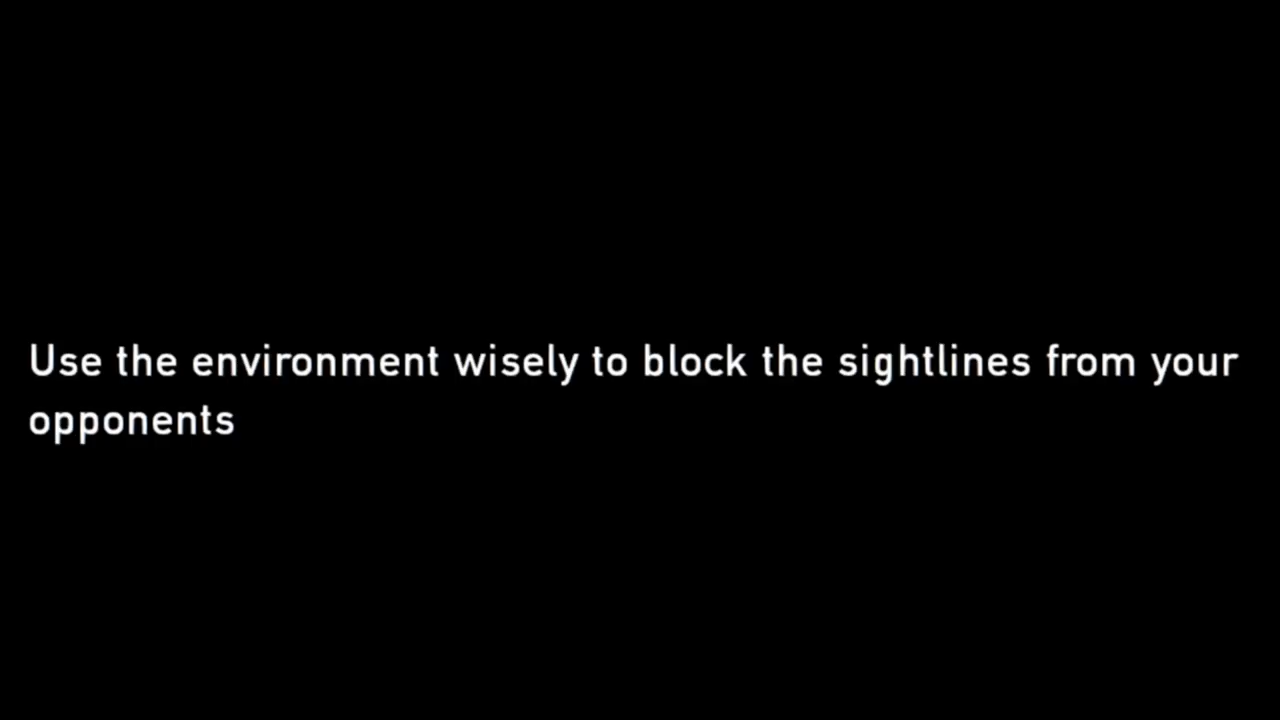 Use the environment wisely to block the sightlines from your
opponents